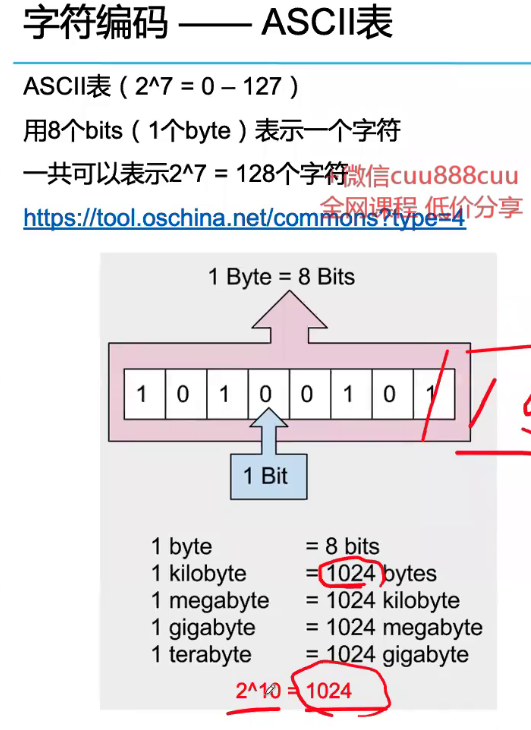 字符编码 —— ASCII表
ASCII表（2^7 = 0 – 127）
用8个bits（1个byte）表示一个字符
一共可以表示2^7 = 128个字符
微信cuu888cuu
全网课程 低价分享
https://tool.oschina.net/commons?type=4
1 Byte = 8 Bits
1 0 1 0 0 1 0 1
1 Bit
1 byte = 8 bits
1 kilobyte = 1024 bytes
1 megabyte = 1024 kilobyte
1 gigabyte = 1024 megabyte
1 terabyte = 1024 gigabyte
2^10 = 1024